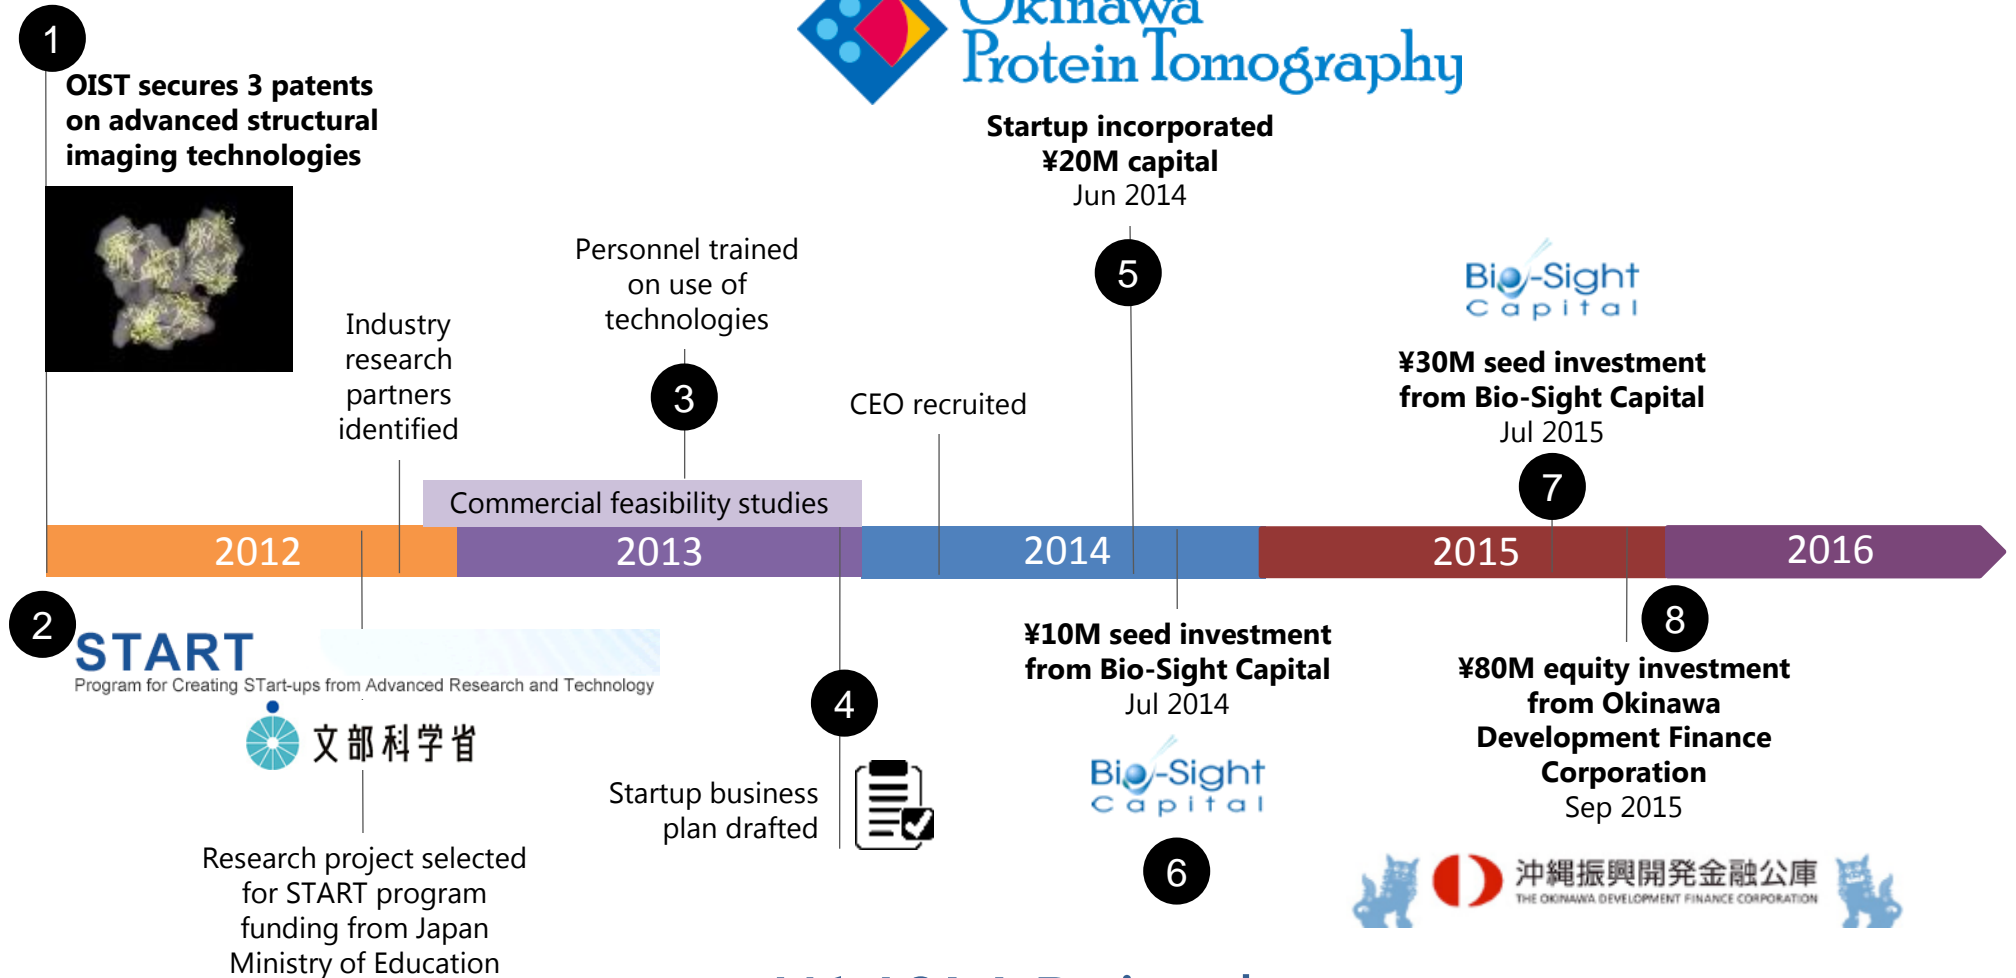 Okinawa
Protein Tomography
1
OIST secures 3 patents
on advanced structural
imaging technologies
Startup incorporated
¥20M capital
Jun 2014
5
Personnel trained
on use of
technologies
3
Industry
research
partners
identified
CEO recruited
Bio-Sight
Capital
¥30M seed investment
from Bio-Sight Capital
Jul 2015
7
Commercial feasibility studies
2012
2013
2014
2015
2016
2
START
Program for Creating STart-ups from Advanced Research and Technology
文部科学省
Research project selected
for START program
funding from Japan
Ministry of Education
4
Startup business
plan drafted
¥10M seed investment
from Bio-Sight Capital
Jul 2014
Bio-Sight
Capital
6
8
¥80M equity investment
from Okinawa
Development Finance
Corporation
Sep 2015
沖縄振興開発金融公庫
THE OKINAWA DEVELOPMENT FINANCE CORPORATION